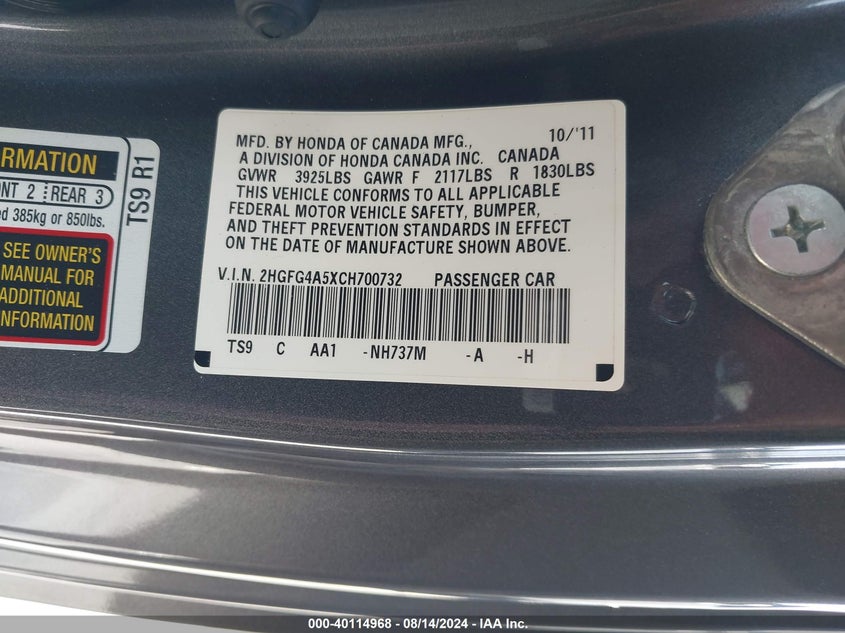 RMATION
NT 2 REAR 3
d 385kg or 850lbs.
SEE OWNER'S
MANUAL FOR
ADDITIONAL
INFORMATION
TS9 R1
MFD. BY HONDA OF CANADA MFG., 10/'11
A DIVISION OF HONDA CANADA INC. CANADA
GVWR 3925LBS GAWR F 2117LBS R 1830LBS
THIS VEHICLE CONFORMS TO ALL APPLICABLE
FEDERAL MOTOR VEHICLE SAFETY, BUMPER,
AND THEFT PREVENTION STANDARDS IN EFFECT
ON THE DATE OF MANUFACTURE SHOWN ABOVE.
V.I.N. 2HGFG4A5XCH700732 PASSENGER CAR
TS9 C AA1 -NH737M -A -H
000-40114968 - 08/14/2024 - IAA Inc.